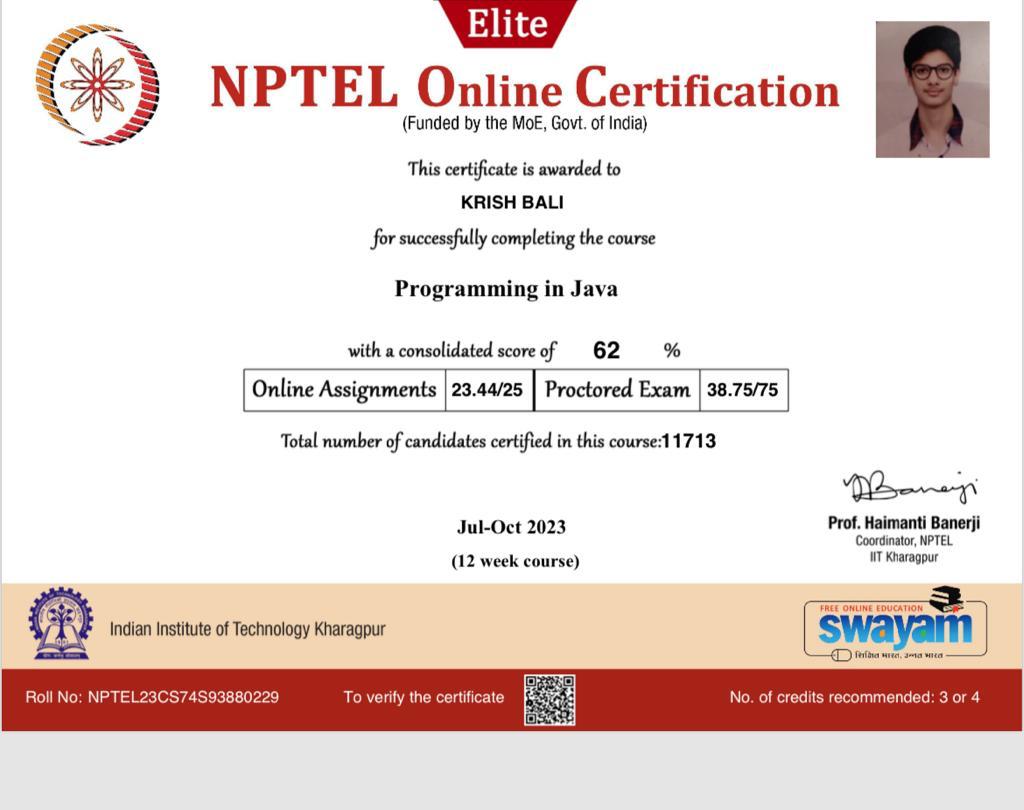 Elite
NPTEL Online Certification
(Funded by the MoE, Govt. of India)
This certificate is awarded to
KRISH BALI
for successfully completing the course
Programming in Java
with a consolidated score of 62 %
Online Assignments 23.44/25 Proctored Exam 38.75/75
Total number of candidates certified in this course:11713
Jul-Oct 2023
(12 week course)
Prof. Haimanti Banerji
Coordinator, NPTEL
IIT Kharagpur
Indian Institute of Technology Kharagpur
FREE ONLINE EDUCATION
swayam
शिक्षित भारत, उन्नत भारत
Roll No: NPTEL23CS74S93880229 To verify the certificate No. of credits recommended: 3 or 4